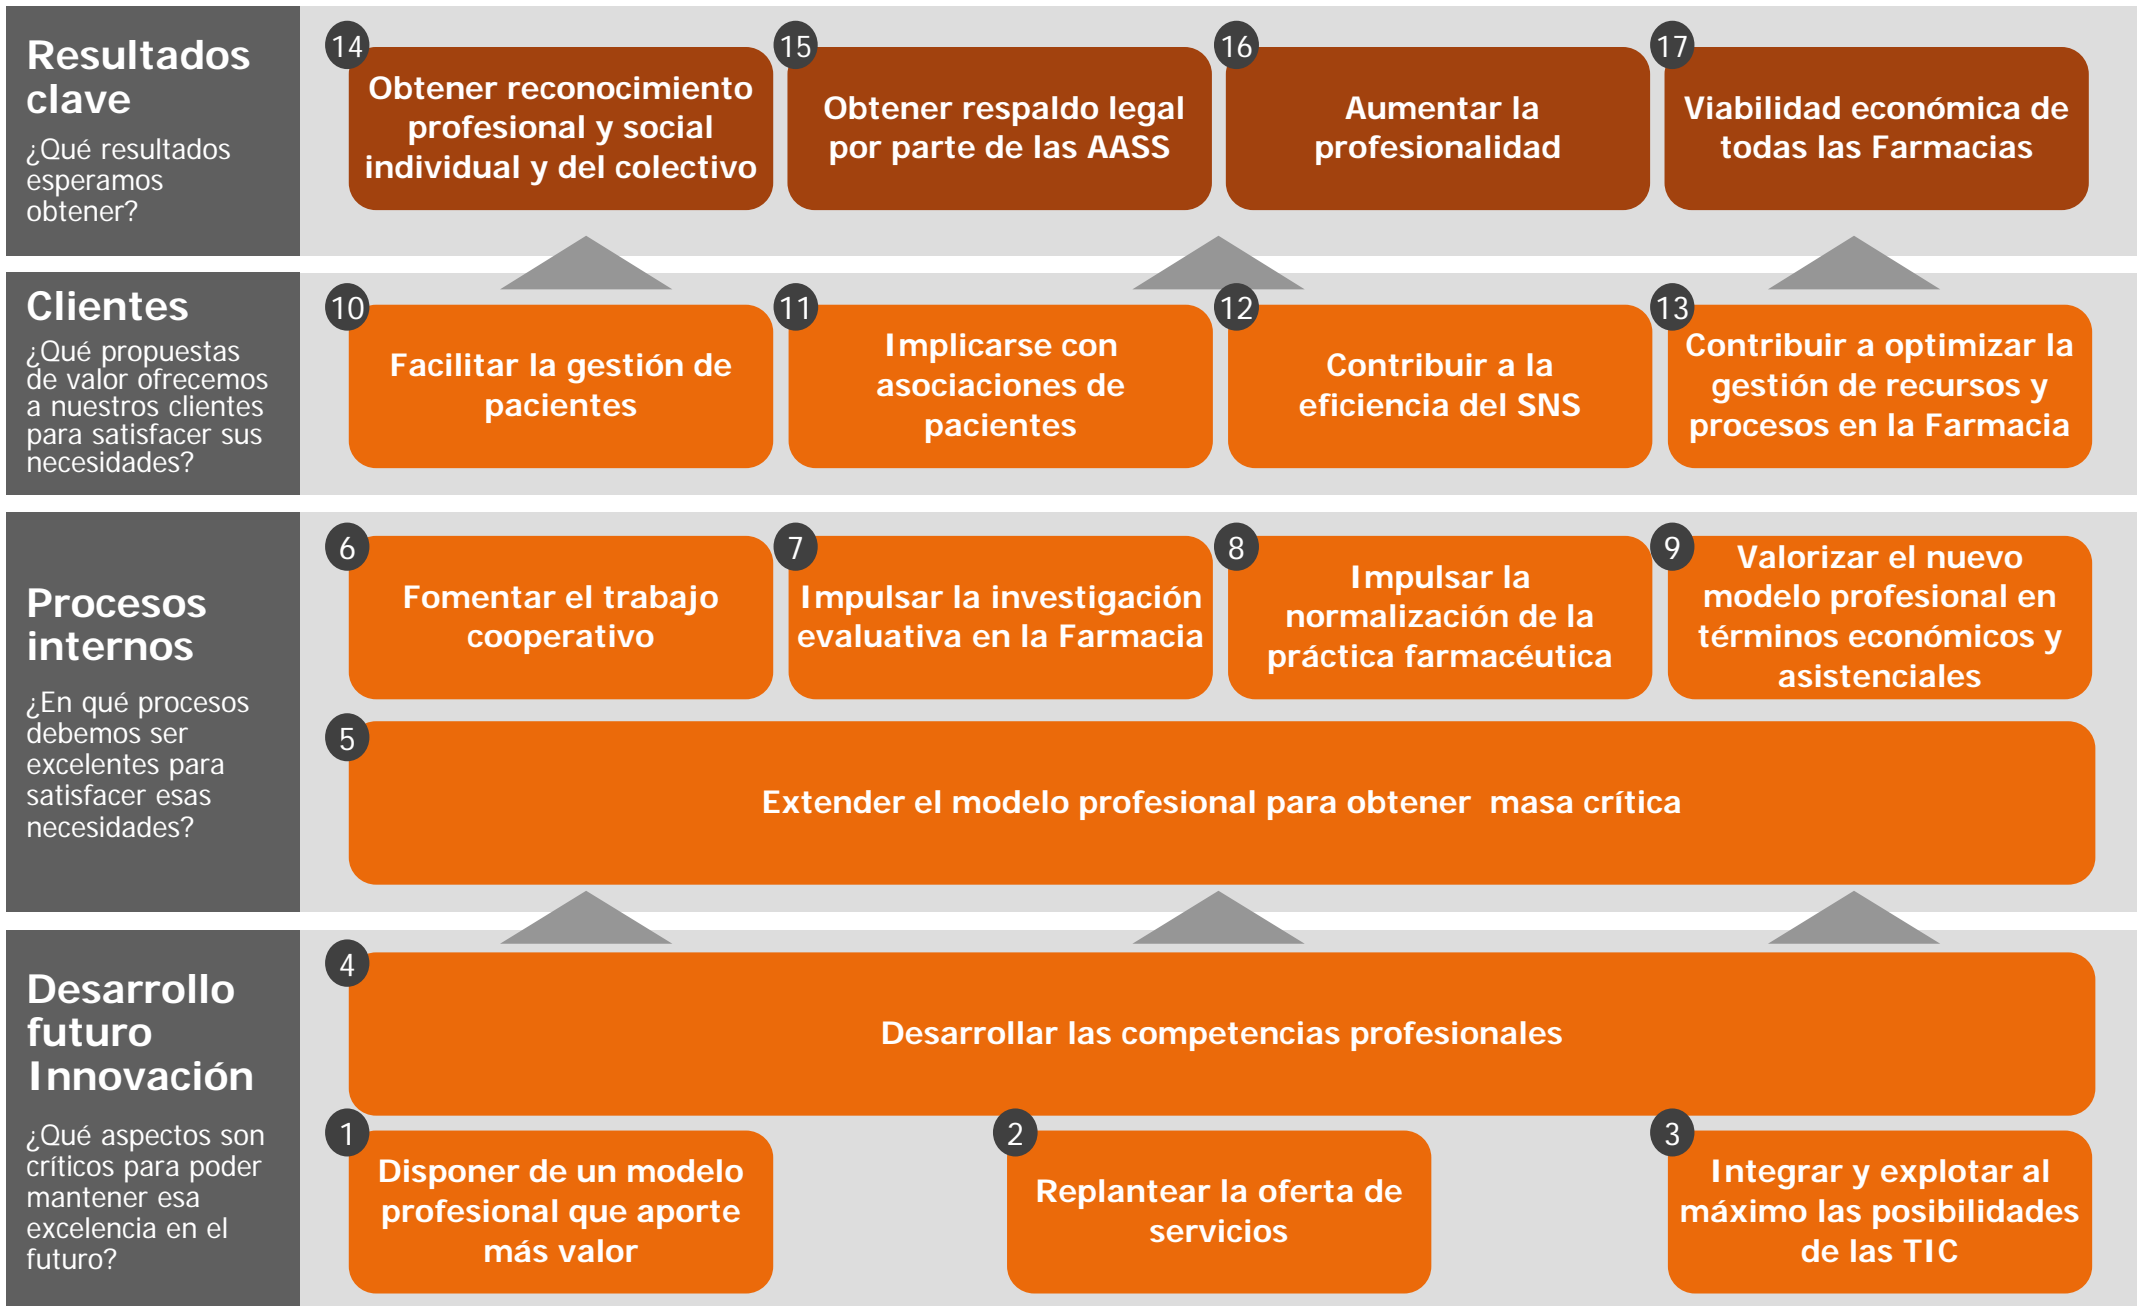 Resultados
clave
¿Qué resultados
esperamos
obtener?
14
Obtener reconocimiento
profesional y social
individual y del colectivo
15
Obtener respaldo legal
por parte de las AASS
16
Aumentar la
profesionalidad
17
Viabilidad económica de
todas las Farmacias
Clientes
¿Qué propuestas
de valor ofrecemos
a nuestros clientes
para satisfacer sus
necesidades?
10
Facilitar la gestión de
pacientes
11
Implicarse con
asociaciones de
pacientes
12
Contribuir a la
eficiencia del SNS
13
Contribuir a optimizar la
gestión de recursos y
procesos en la Farmacia
Procesos
internos
¿En qué procesos
debemos ser
excelentes para
satisfacer esas
necesidades?
6
Fomentar el trabajo
cooperativo
7
Impulsar la investigación
evaluativa en la Farmacia
8
Impulsar la
normalización de la
práctica farmacéutica
9
Valorizar el nuevo
modelo profesional en
términos económicos y
asistenciales
5
Extender el modelo profesional para obtener masa crítica
Desarrollo
futuro
Innovación
¿Qué aspectos son
críticos para poder
mantener esa
excelencia en el
futuro?
4
Desarrollar las competencias profesionales
1
Disponer de un modelo
profesional que aporte
más valor
2
Replantear la oferta de
servicios
3
Integrar y explotar al
máximo las posibilidades
de las TIC